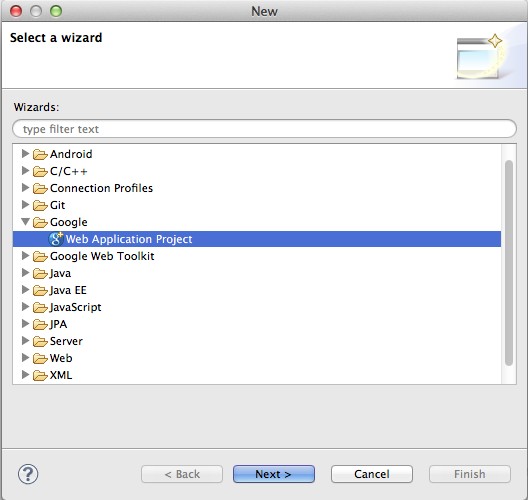 New
Select a wizard
Wizards:
type filter text
Android
C/C++
Connection Profiles
Git
Google
Web Application Project
Google Web Toolkit
Java
Java EE
JavaScript
JPA
Server
Web
XML
?
< Back
Next >
Cancel
Finish